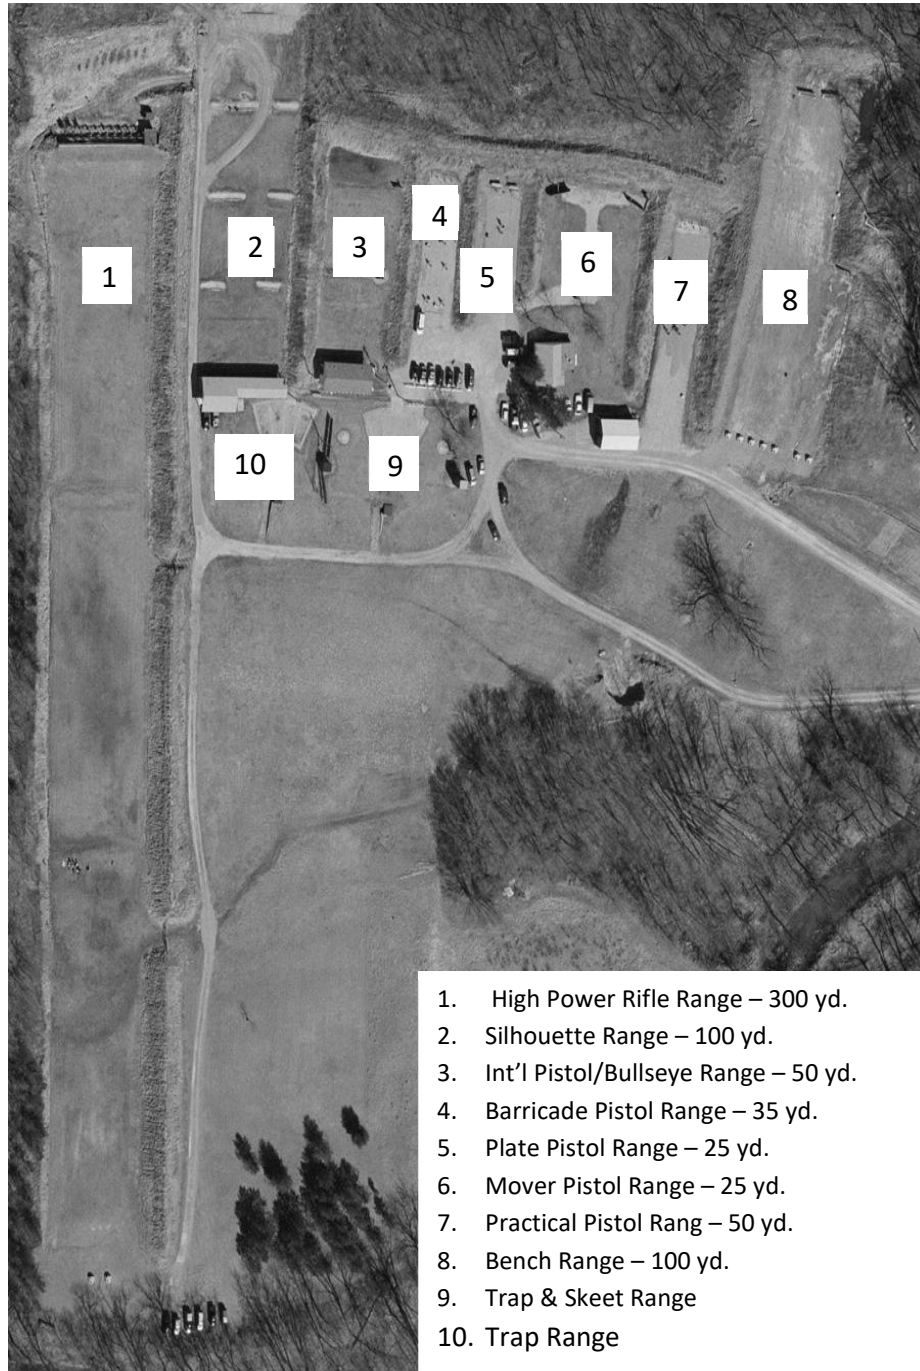 4
2
3
6
5
1
7
8
10
9
1. High Power Rifle Range – 300 yd.
2. Silhouette Range – 100 yd.
3. Int'l Pistol/Bullseye Range – 50 yd.
4. Barricade Pistol Range – 35 yd.
5. Plate Pistol Range – 25 yd.
6. Mover Pistol Range – 25 yd.
7. Practical Pistol Rang – 50 yd.
8. Bench Range – 100 yd.
9. Trap & Skeet Range
10. Trap Range